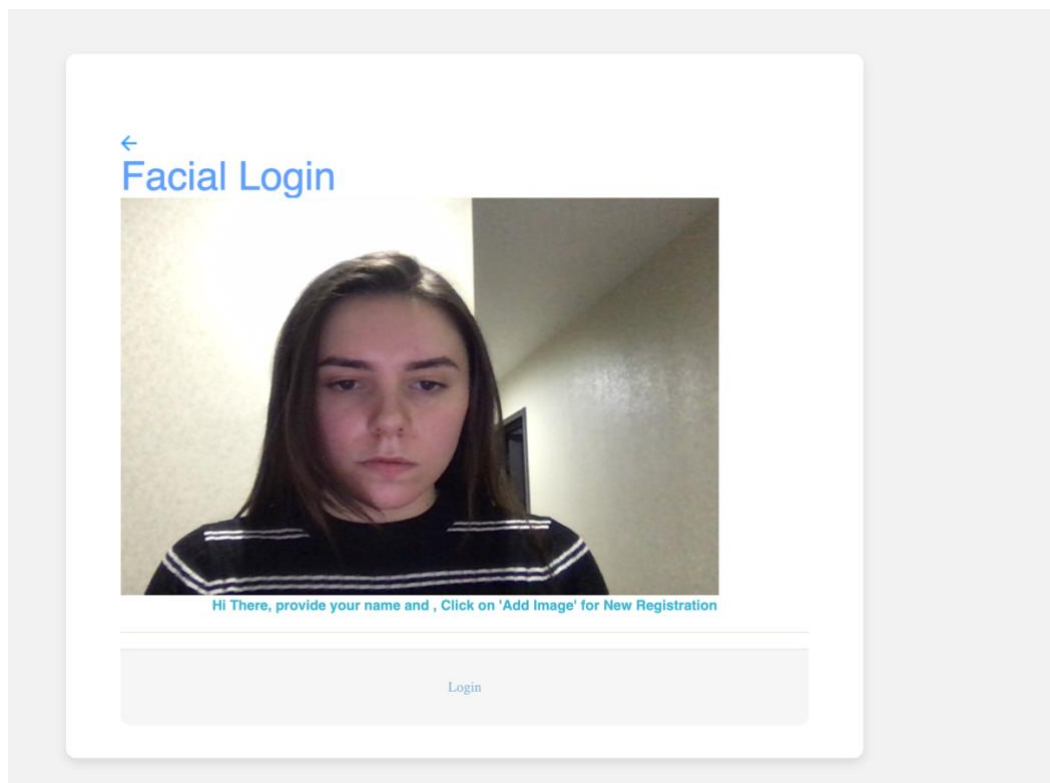 Facial Login
Hi There, provide your name and , Click on 'Add Image' for New Registration
Login